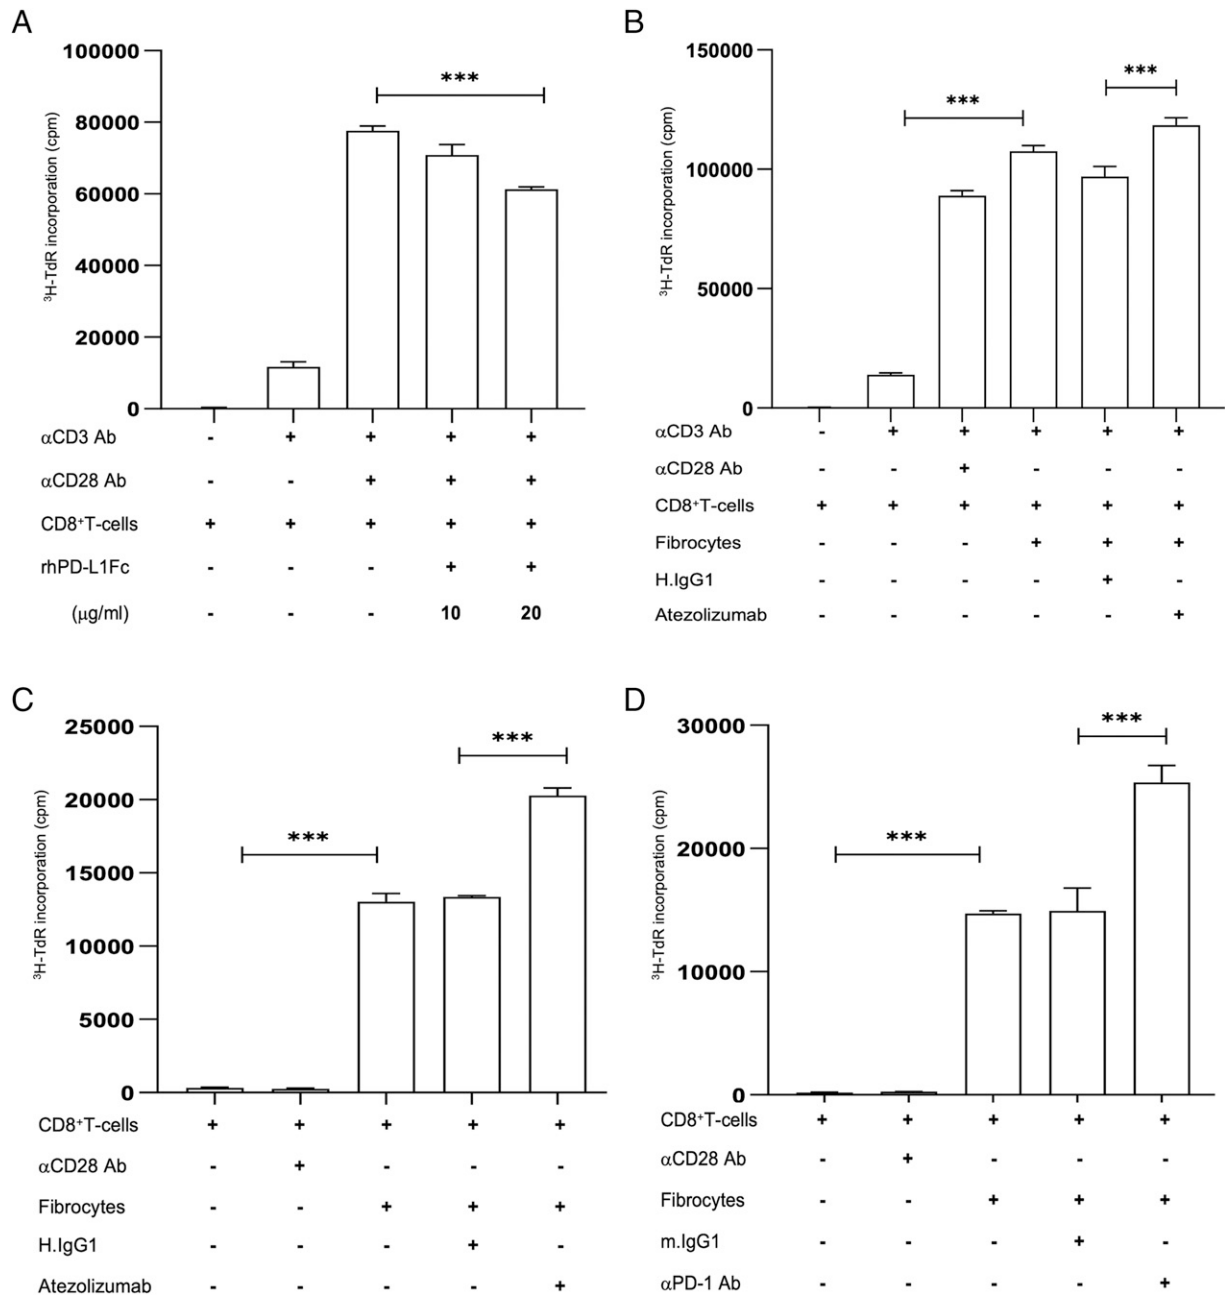 A
100000
80000
60000
40000
20000
0
³H-TdR incorporation (cpm)
***
αCD3 Ab - + + + +
αCD28 Ab - - + + +
CD8⁺T-cells + + + + +
rhPD-L1Fc - - - + +
(μg/ml) - - - 10 20
B
150000
100000
50000
0
³H-TdR incorporation (cpm)
***
***
αCD3 Ab - + + + + +
αCD28 Ab - - + - - -
CD8⁺T-cells + + + + + +
Fibrocytes - - - + + +
H.IgG1 - - - - + -
Atezolizumab - - - - - +
C
25000
20000
15000
10000
5000
0
³H-TdR incorporation (cpm)
***
***
CD8⁺T-cells + + + + +
αCD28 Ab - + - - -
Fibrocytes - - + + +
H.IgG1 - - - + -
Atezolizumab - - - - +
D
30000
20000
10000
0
³H-TdR incorporation (cpm)
***
***
CD8⁺T-cells + + + + +
αCD28 Ab - + - - -
Fibrocytes - - + + +
m.IgG1 - - - + -
αPD-1 Ab - - - - +